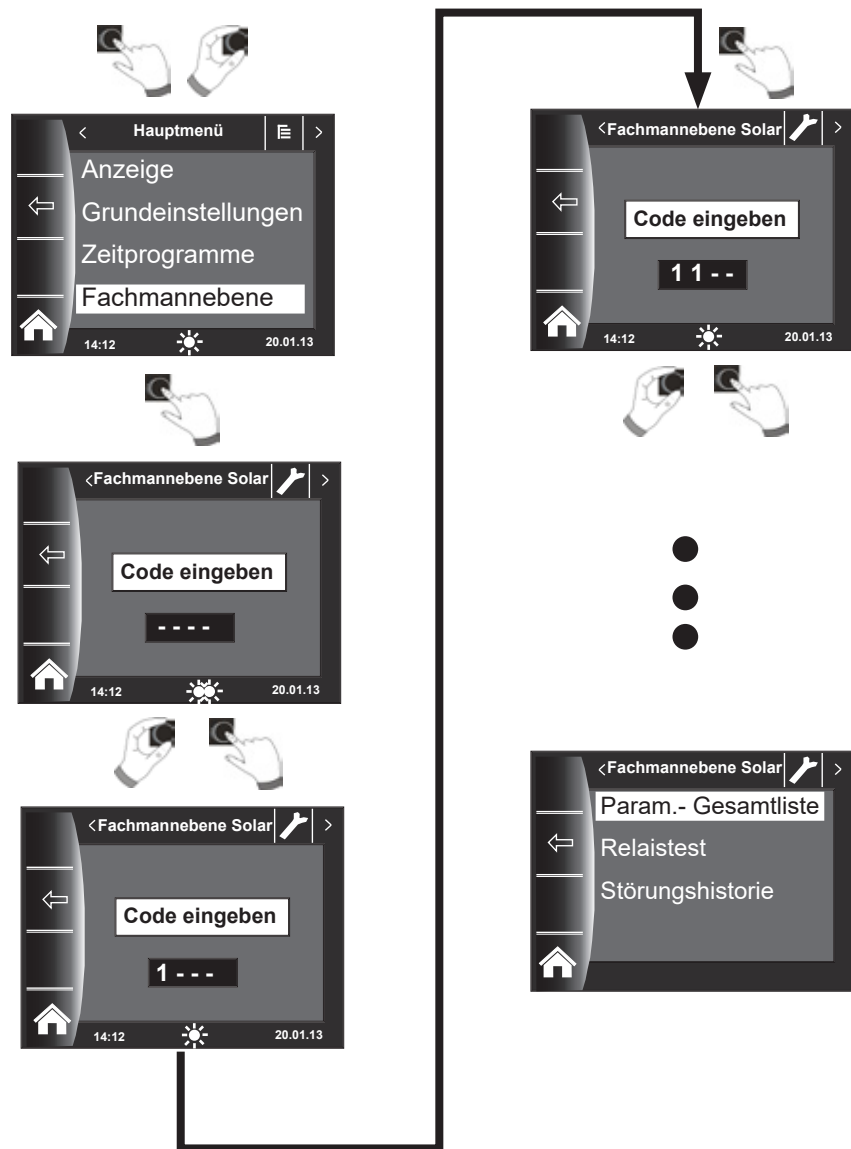 < Hauptmenü >
Anzeige
Grundeinstellungen
Zeitprogramme
Fachmannebene
14:12 20.01.13
<Fachmannebene Solar >
Code eingeben
- - - -
14:12 20.01.13
<Fachmannebene Solar >
Code eingeben
1 - - -
14:12 20.01.13
<Fachmannebene Solar >
Code eingeben
1 1 - -
14:12 20.01.13
<Fachmannebene Solar >
Param.- Gesamtliste
Relaistest
Störungshistorie